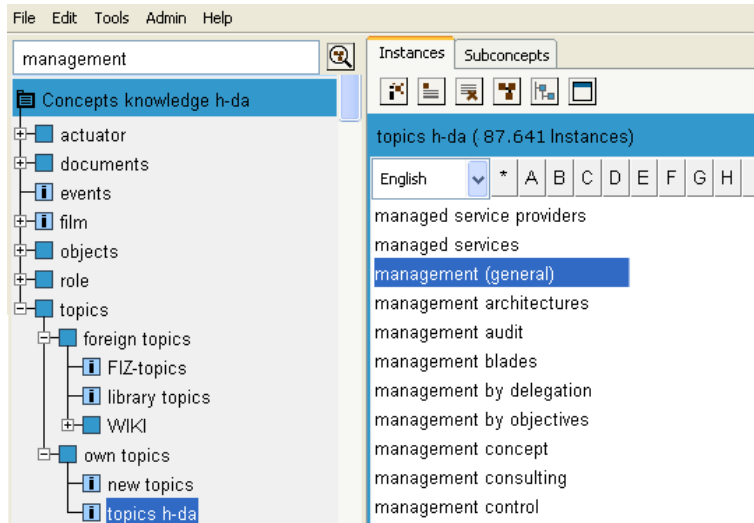 File Edit Tools Admin Help
management
Concepts knowledge h-da
actuator
documents
events
film
objects
role
topics
foreign topics
FIZ-topics
library topics
WIKI
own topics
new topics
topics h-da
Instances Subconcepts
topics h-da ( 87.641 Instances)
English * A B C D E F G H
managed service providers
managed services
management (general)
management architectures
management audit
management blades
management by delegation
management by objectives
management concept
management consulting
management control